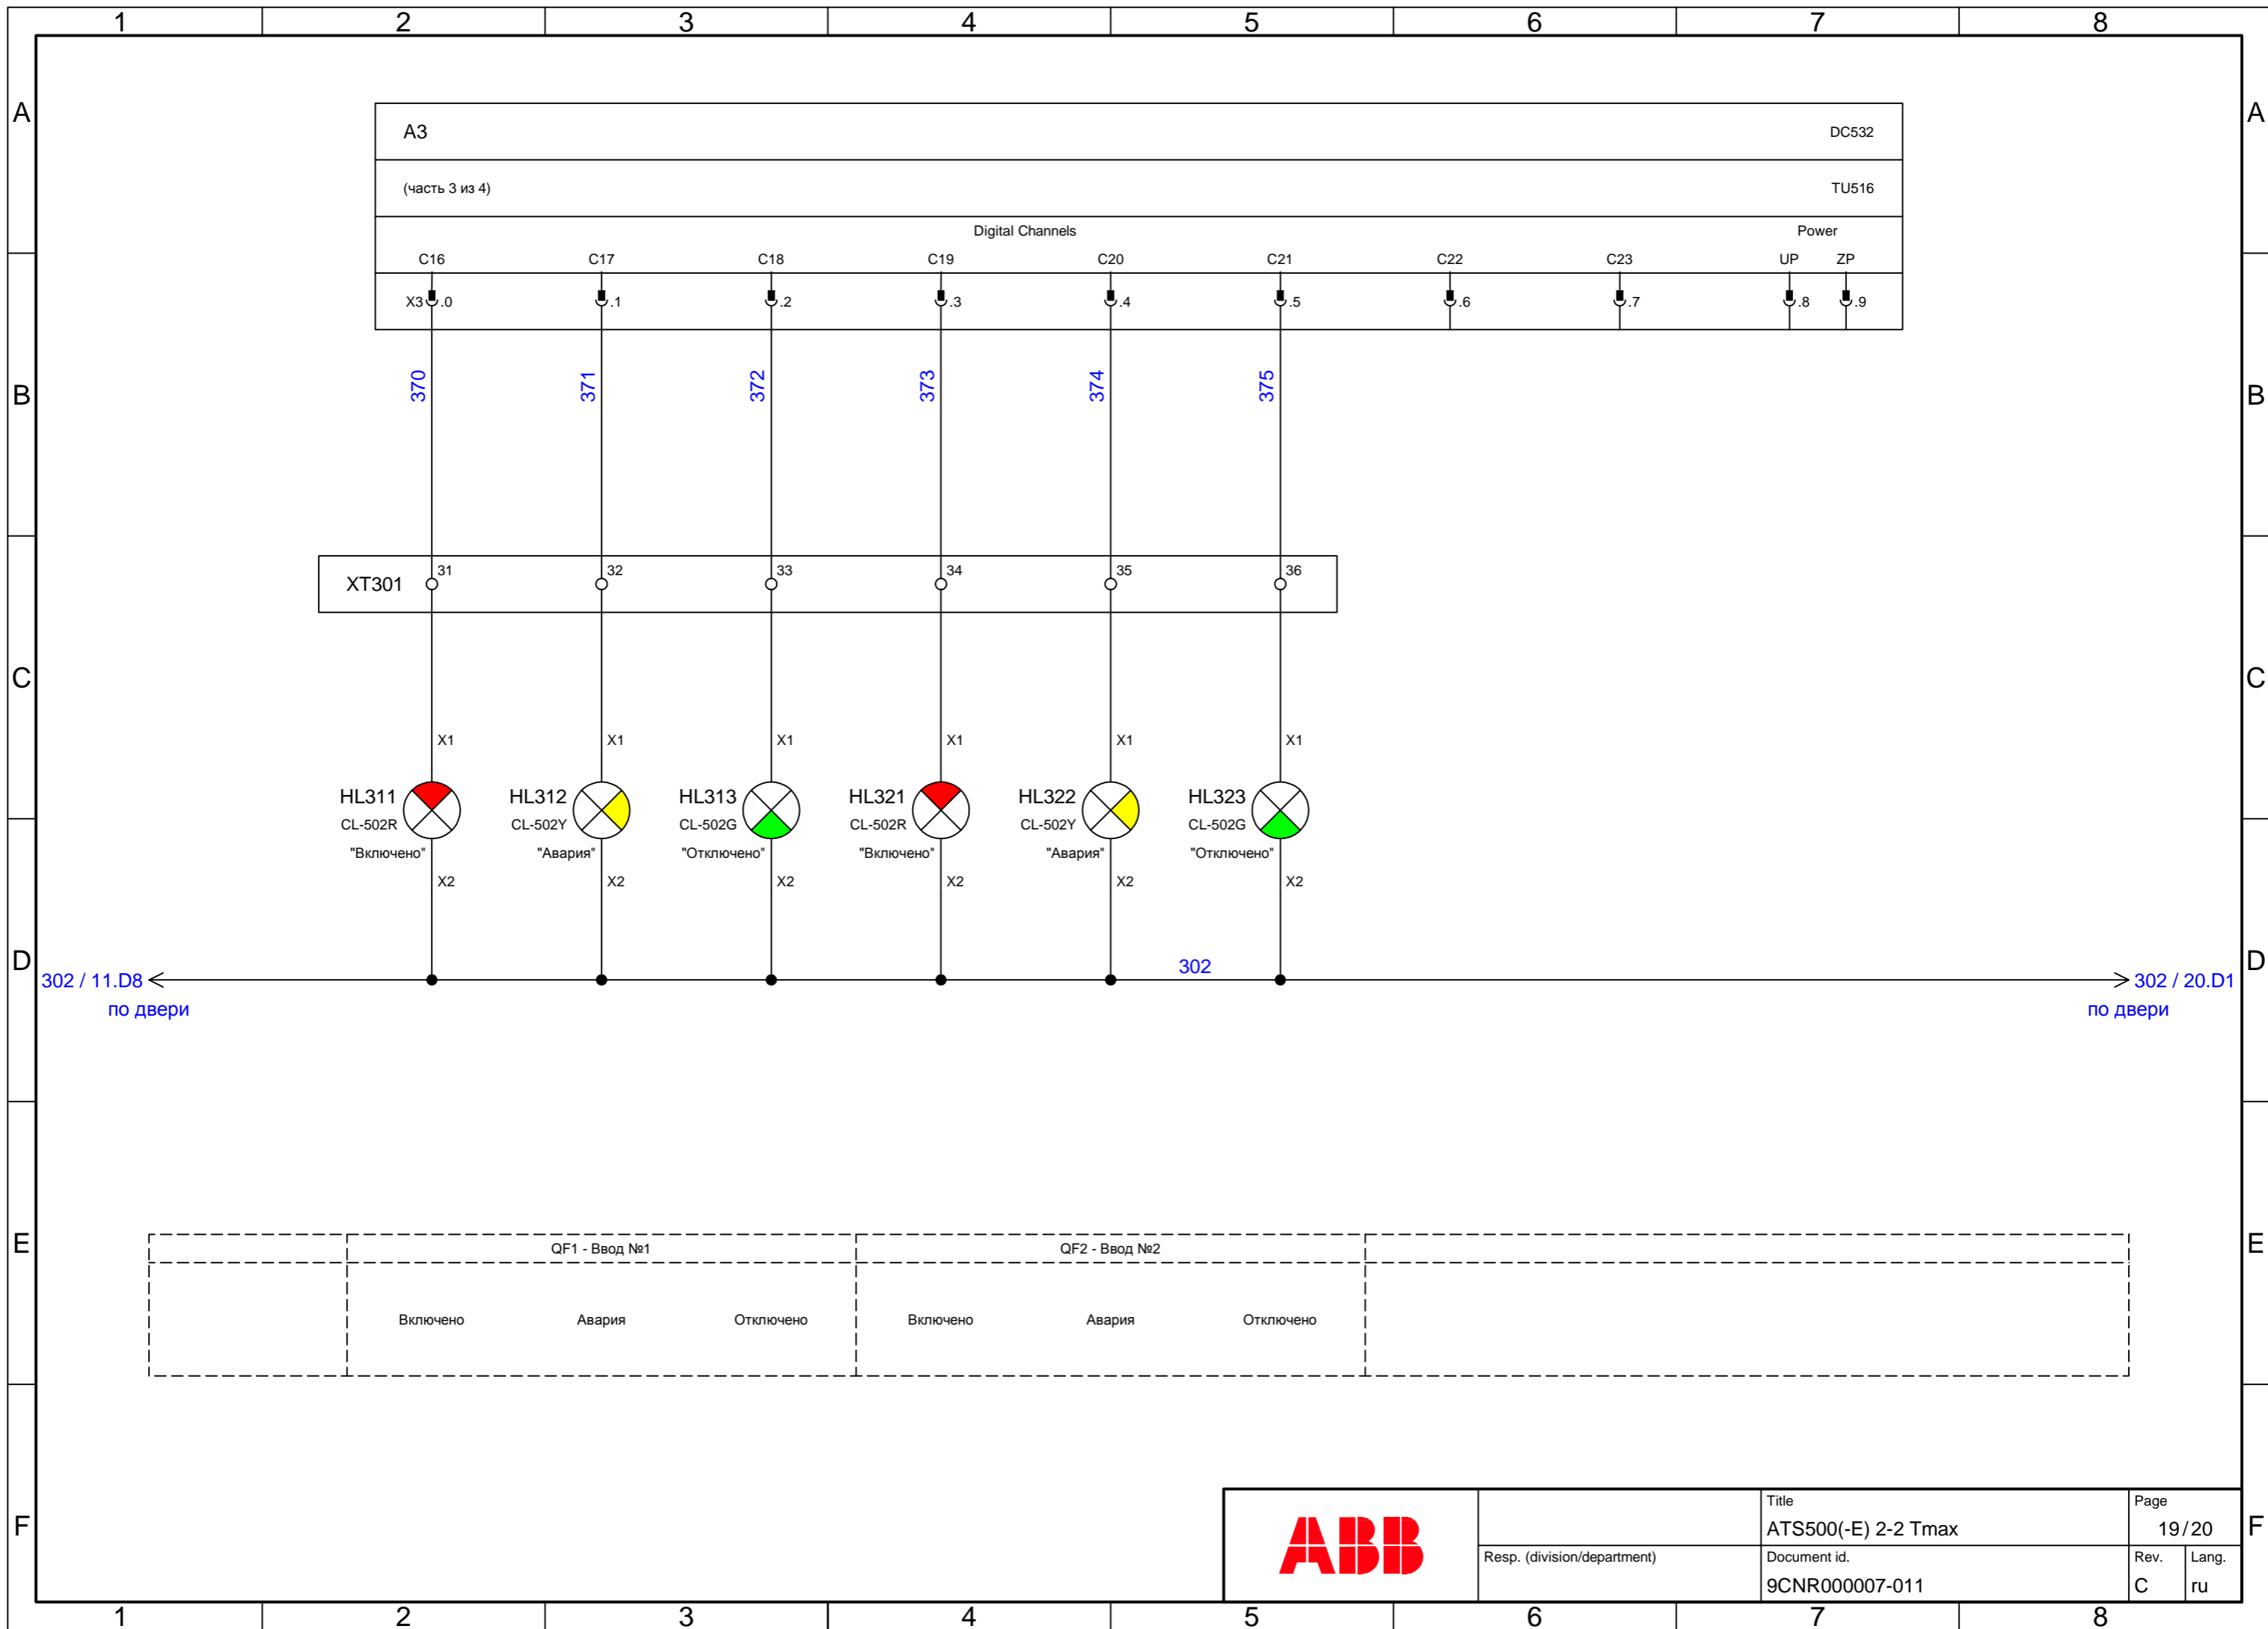 1 2 3 4 5 6 7 8
A A
A3 DC532
(часть 3 из 4) TU516
Digital Channels Power
C16 C17 C18 C19 C20 C21 C22 C23 UP ZP
X3 .0 .1 .2 .3 .4 .5 .6 .7 .8 .9
370 371 372 373 374 375
B B
XT301 31 32 33 34 35 36
C C
X1 X1 X1 X1 X1 X1
HL311 HL312 HL313 HL321 HL322 HL323
CL-502R CL-502Y CL-502G CL-502R CL-502Y CL-502G
"Включено" "Авария" "Отключено" "Включено" "Авария" "Отключено"
X2 X2 X2 X2 X2 X2
D D
302
302 / 11.D8 302 / 20.D1
по двери по двери
E E
QF1 - Ввод №1 QF2 - Ввод №2
Включено Авария Отключено Включено Авария Отключено
F F
ABB
Title
ATS500(-E) 2-2 Tmax
Page
19/20
Resp. (division/department)
Document id.
9CNR000007-011
Rev.
C
Lang.
ru
1 2 3 4 5 6 7 8